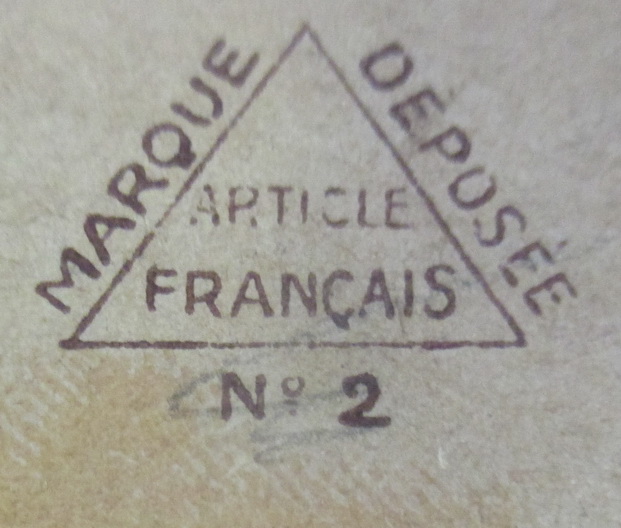 MARQUE DÉPOSÉE
ARTICLE
FRANÇAIS
Nº 2